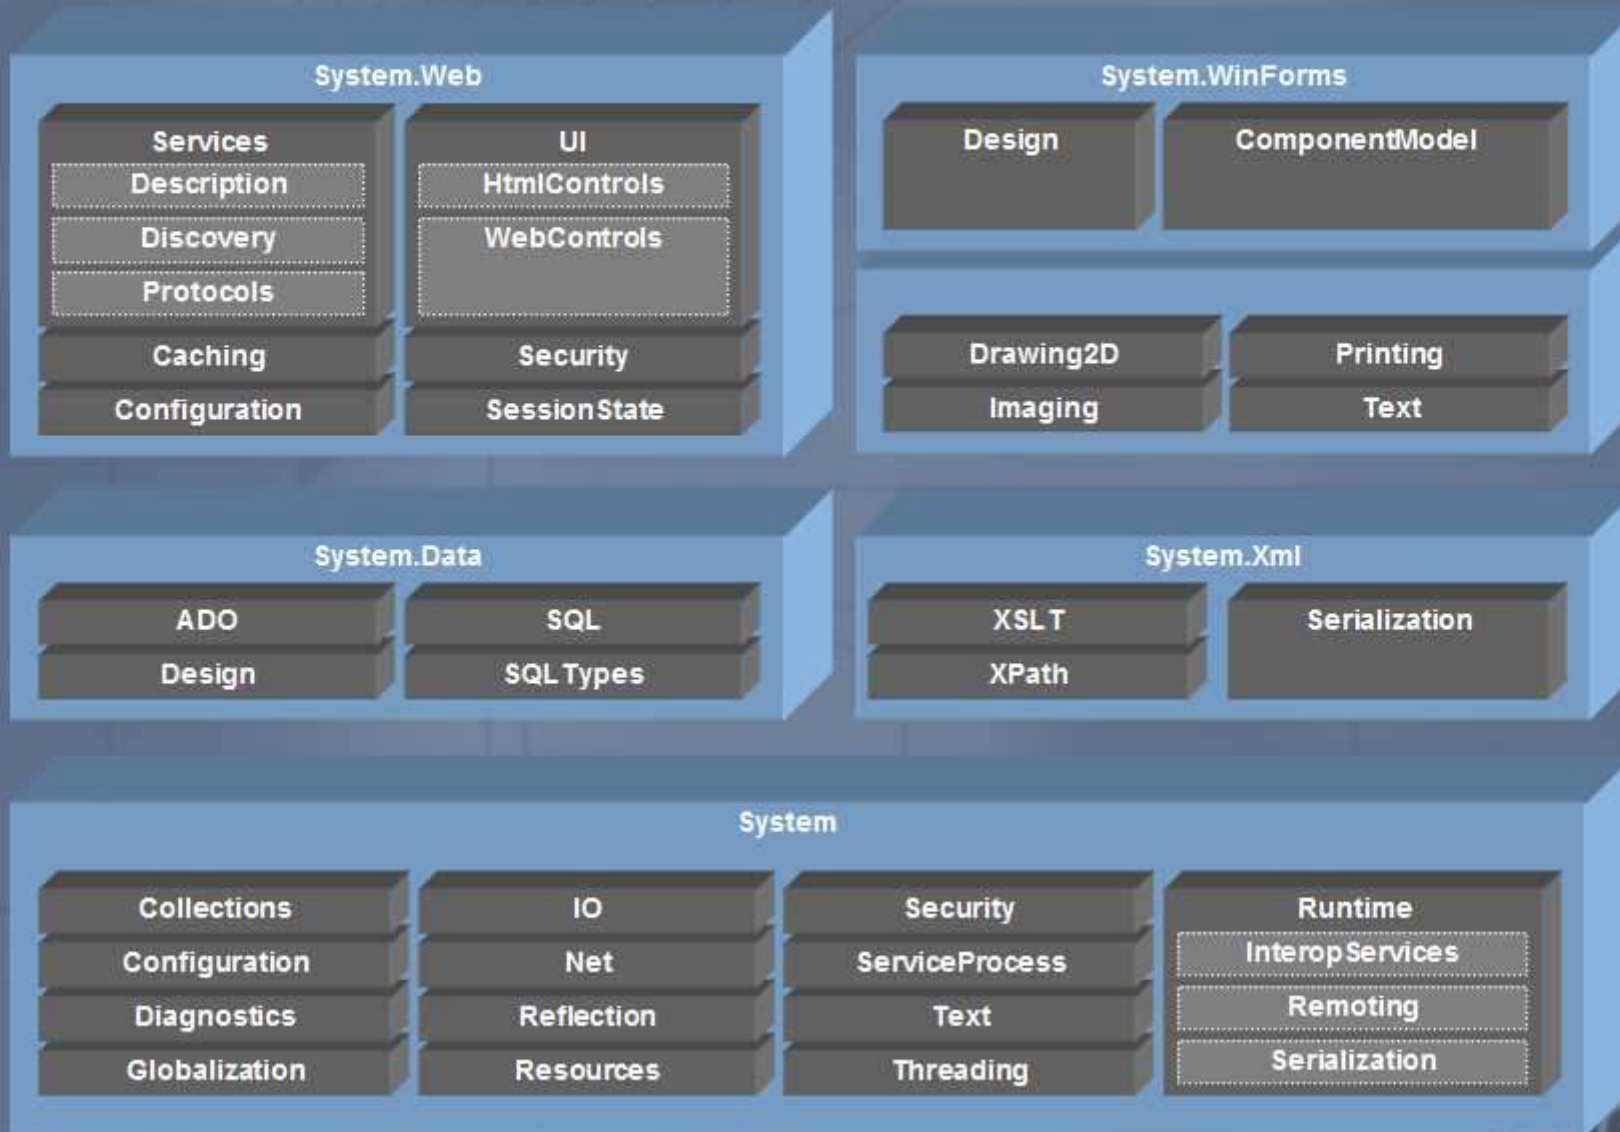 System.Web
Services
Description
Discovery
Protocols
Caching
Configuration
UI
HtmlControls
WebControls
Security
SessionState
System.WinForms
Design
ComponentModel
Drawing2D
Imaging
Printing
Text
System.Data
ADO
Design
SQL
SQLTypes
System.Xml
XSLT
XPath
Serialization
System
Collections
Configuration
Diagnostics
Globalization
IO
Net
Reflection
Resources
Security
ServiceProcess
Text
Threading
Runtime
InteropServices
Remoting
Serialization